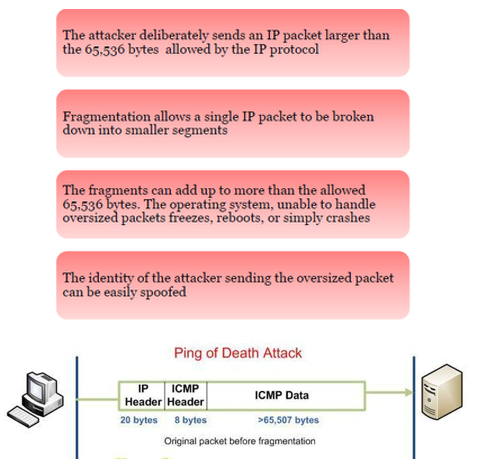 The attacker deliberately sends an IP packet larger than
the 65,536 bytes allowed by the IP protocol
Fragmentation allows a single IP packet to be broken
down into smaller segments
The fragments can add up to more than the allowed
65,536 bytes. The operating system, unable to handle
oversized packets freezes, reboots, or simply crashes
The identity of the attacker sending the oversized packet
can be easily spoofed
Ping of Death Attack
IP Header
ICMP Header
ICMP Data
20 bytes
8 bytes
>65,507 bytes
Original packet before fragmentation